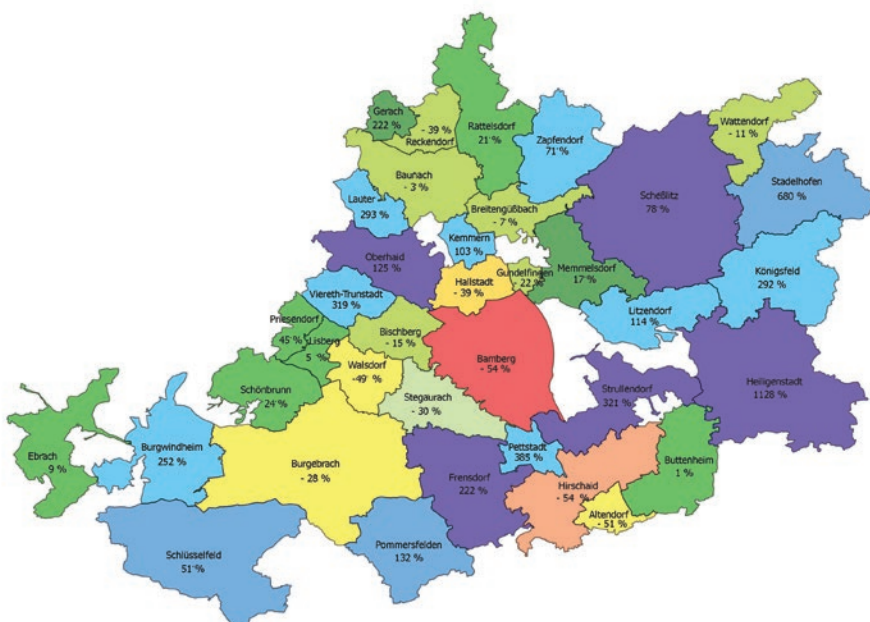 Gerach
222 %
- 39 %
Reckendorf
Rattelsdorf
21 %
Zapfendorf
71 %
Wattendorf
- 11 %
Baunach
- 3 %
Scheßlitz
78 %
Stadelhofen
680 %
Lauter
293 %
Breitengüßbach
- 7 %
Kemmern
103 %
Oberhaid
125 %
Gundelfingen
22 %
Memmelsdorf
17 %
Königsfeld
292 %
Hallstadt
- 39 %
Viereth-Trunstadt
319 %
Litzendorf
114 %
Priesendorf
45 %
Lisberg
5 %
Bischberg
- 15 %
Bamberg
- 54 %
Walsdorf
-49 %
Strullendorf
321 %
Heiligenstadt
1128 %
Schönbrunn
24 %
Stegaurach
- 30 %
Ebrach
9 %
Burgwindheim
252 %
Burgebrach
- 28 %
Pettstadt
385 %
Buttenheim
1 %
Frensdorf
222 %
Hirschaid
- 54 %
Altendorf
- 51 %
Schlüsselfeld
51 %
Pommersfelden
132 %